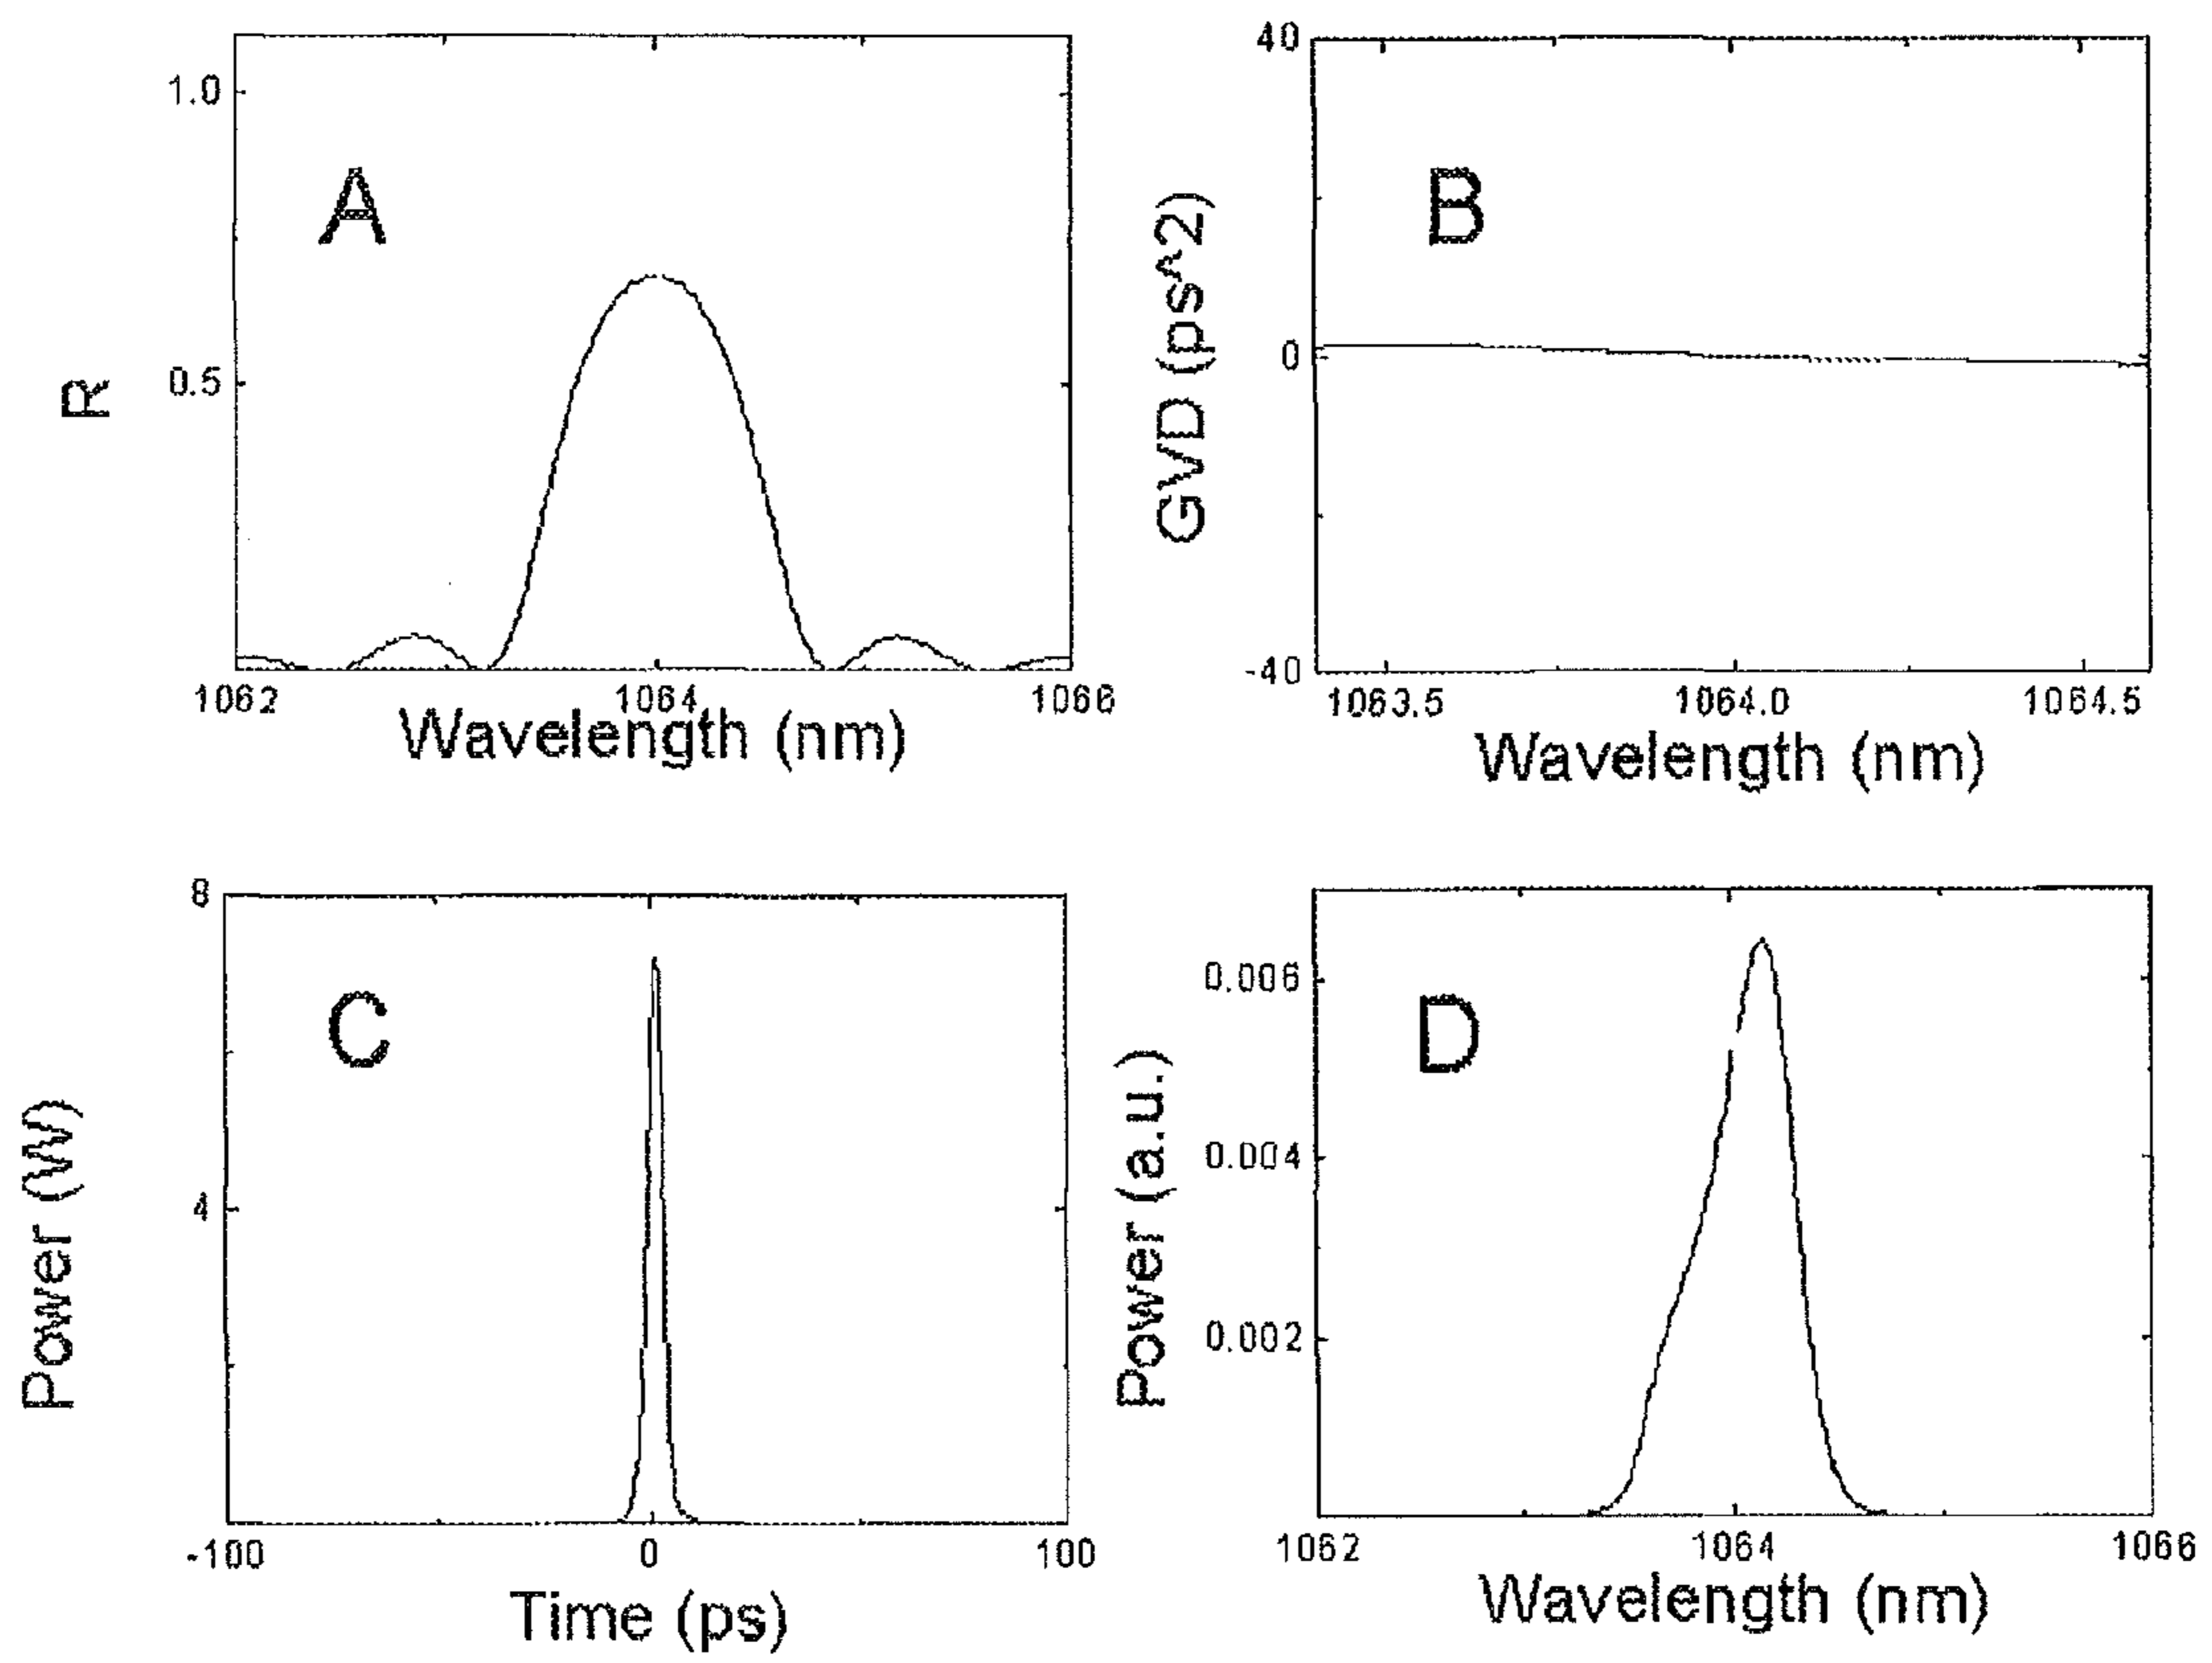 1.0
A
R
0.5
1062 1064 1066
Wavelength (nm)
40
B
GVD (ps^2)
0
-40
1063.5 1064.0 1064.5
Wavelength (nm)
8
C
Power (W)
4
-100 0 100
Time (ps)
0.006
D
Power (a.u.)
0.004
0.002
1062 1064 1066
Wavelength (nm)